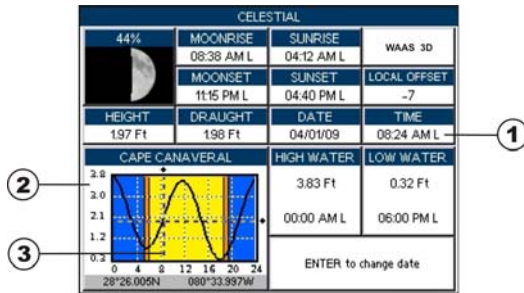 CELESTIAL
44%
MOONRISE
08:38 AM L
SUNRISE
04:12 AM L
WAAS 3D
MOONSET
11:15 PM L
SUNSET
04:40 PM L
LOCAL OFFSET
-7
HEIGHT
1.97 Ft
DRAUGHT
1.98 Ft
DATE
04/01/09
TIME
08:24 AM L
1
CAPE CANAVERAL
HIGH WATER
3.83 Ft
00:00 AM L
LOW WATER
0.32 Ft
06:00 PM L
2
3.8
3.0
2.1
1.2
0.2
3
0 4 8 12 16 20 24
28°26.005N 080°33.997W
ENTER to change date